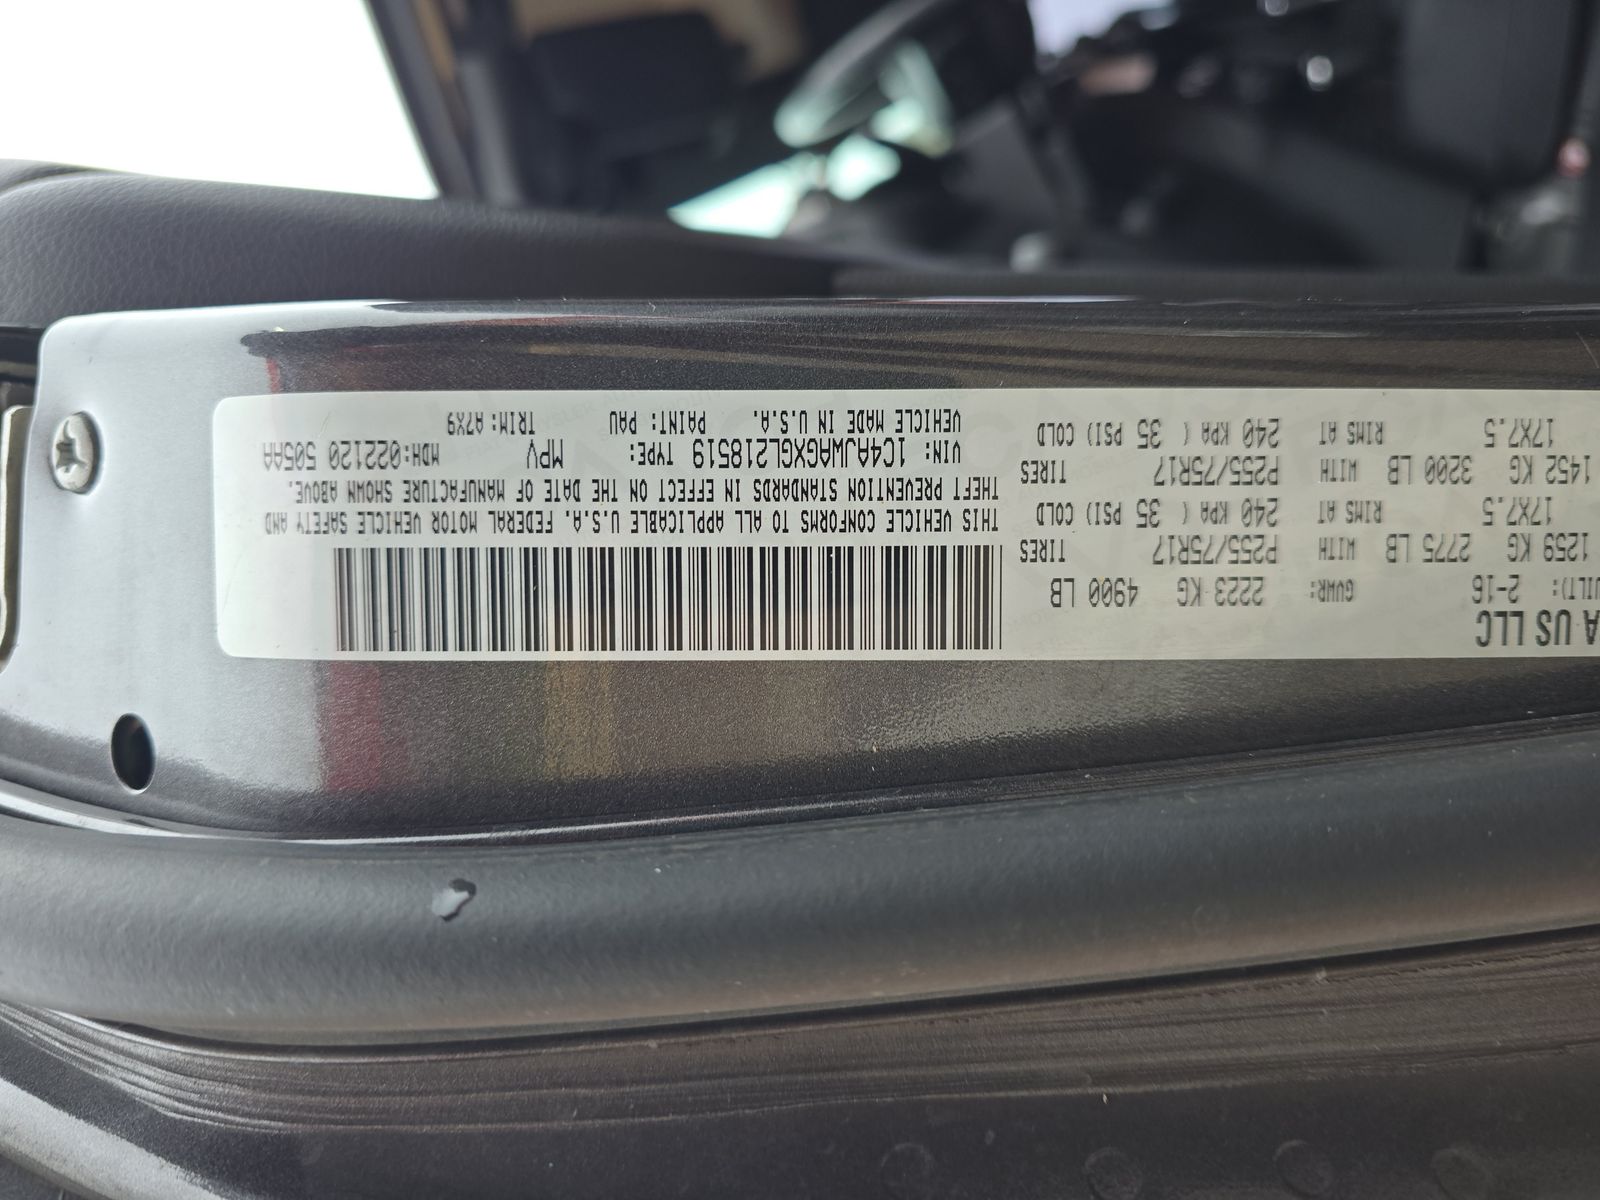 A US LLC
UILT): 2-16 GVWR: 2223 KG 4900 LB
1259 KG 2775 LB WITH P255/75R17 TIRES
17X7.5 RIMS AT 240 KPA ( 35 PSI) COLD
1452 KG 3200 LB WITH P255/75R17 TIRES
17X7.5 RIMS AT 240 KPA ( 35 PSI) COLD
THIS VEHICLE CONFORMS TO ALL APPLICABLE U.S.A. FEDERAL MOTOR VEHICLE SAFETY AND
THEFT PREVENTION STANDARDS IN EFFECT ON THE DATE OF MANUFACTURE SHOWN ABOVE.
VIN: 1C4AJWAGXGL218519 TYPE: MPV MDH:022120 505AA
VEHICLE MADE IN U.S.A. PAINT: PAU TRIM: A7X9